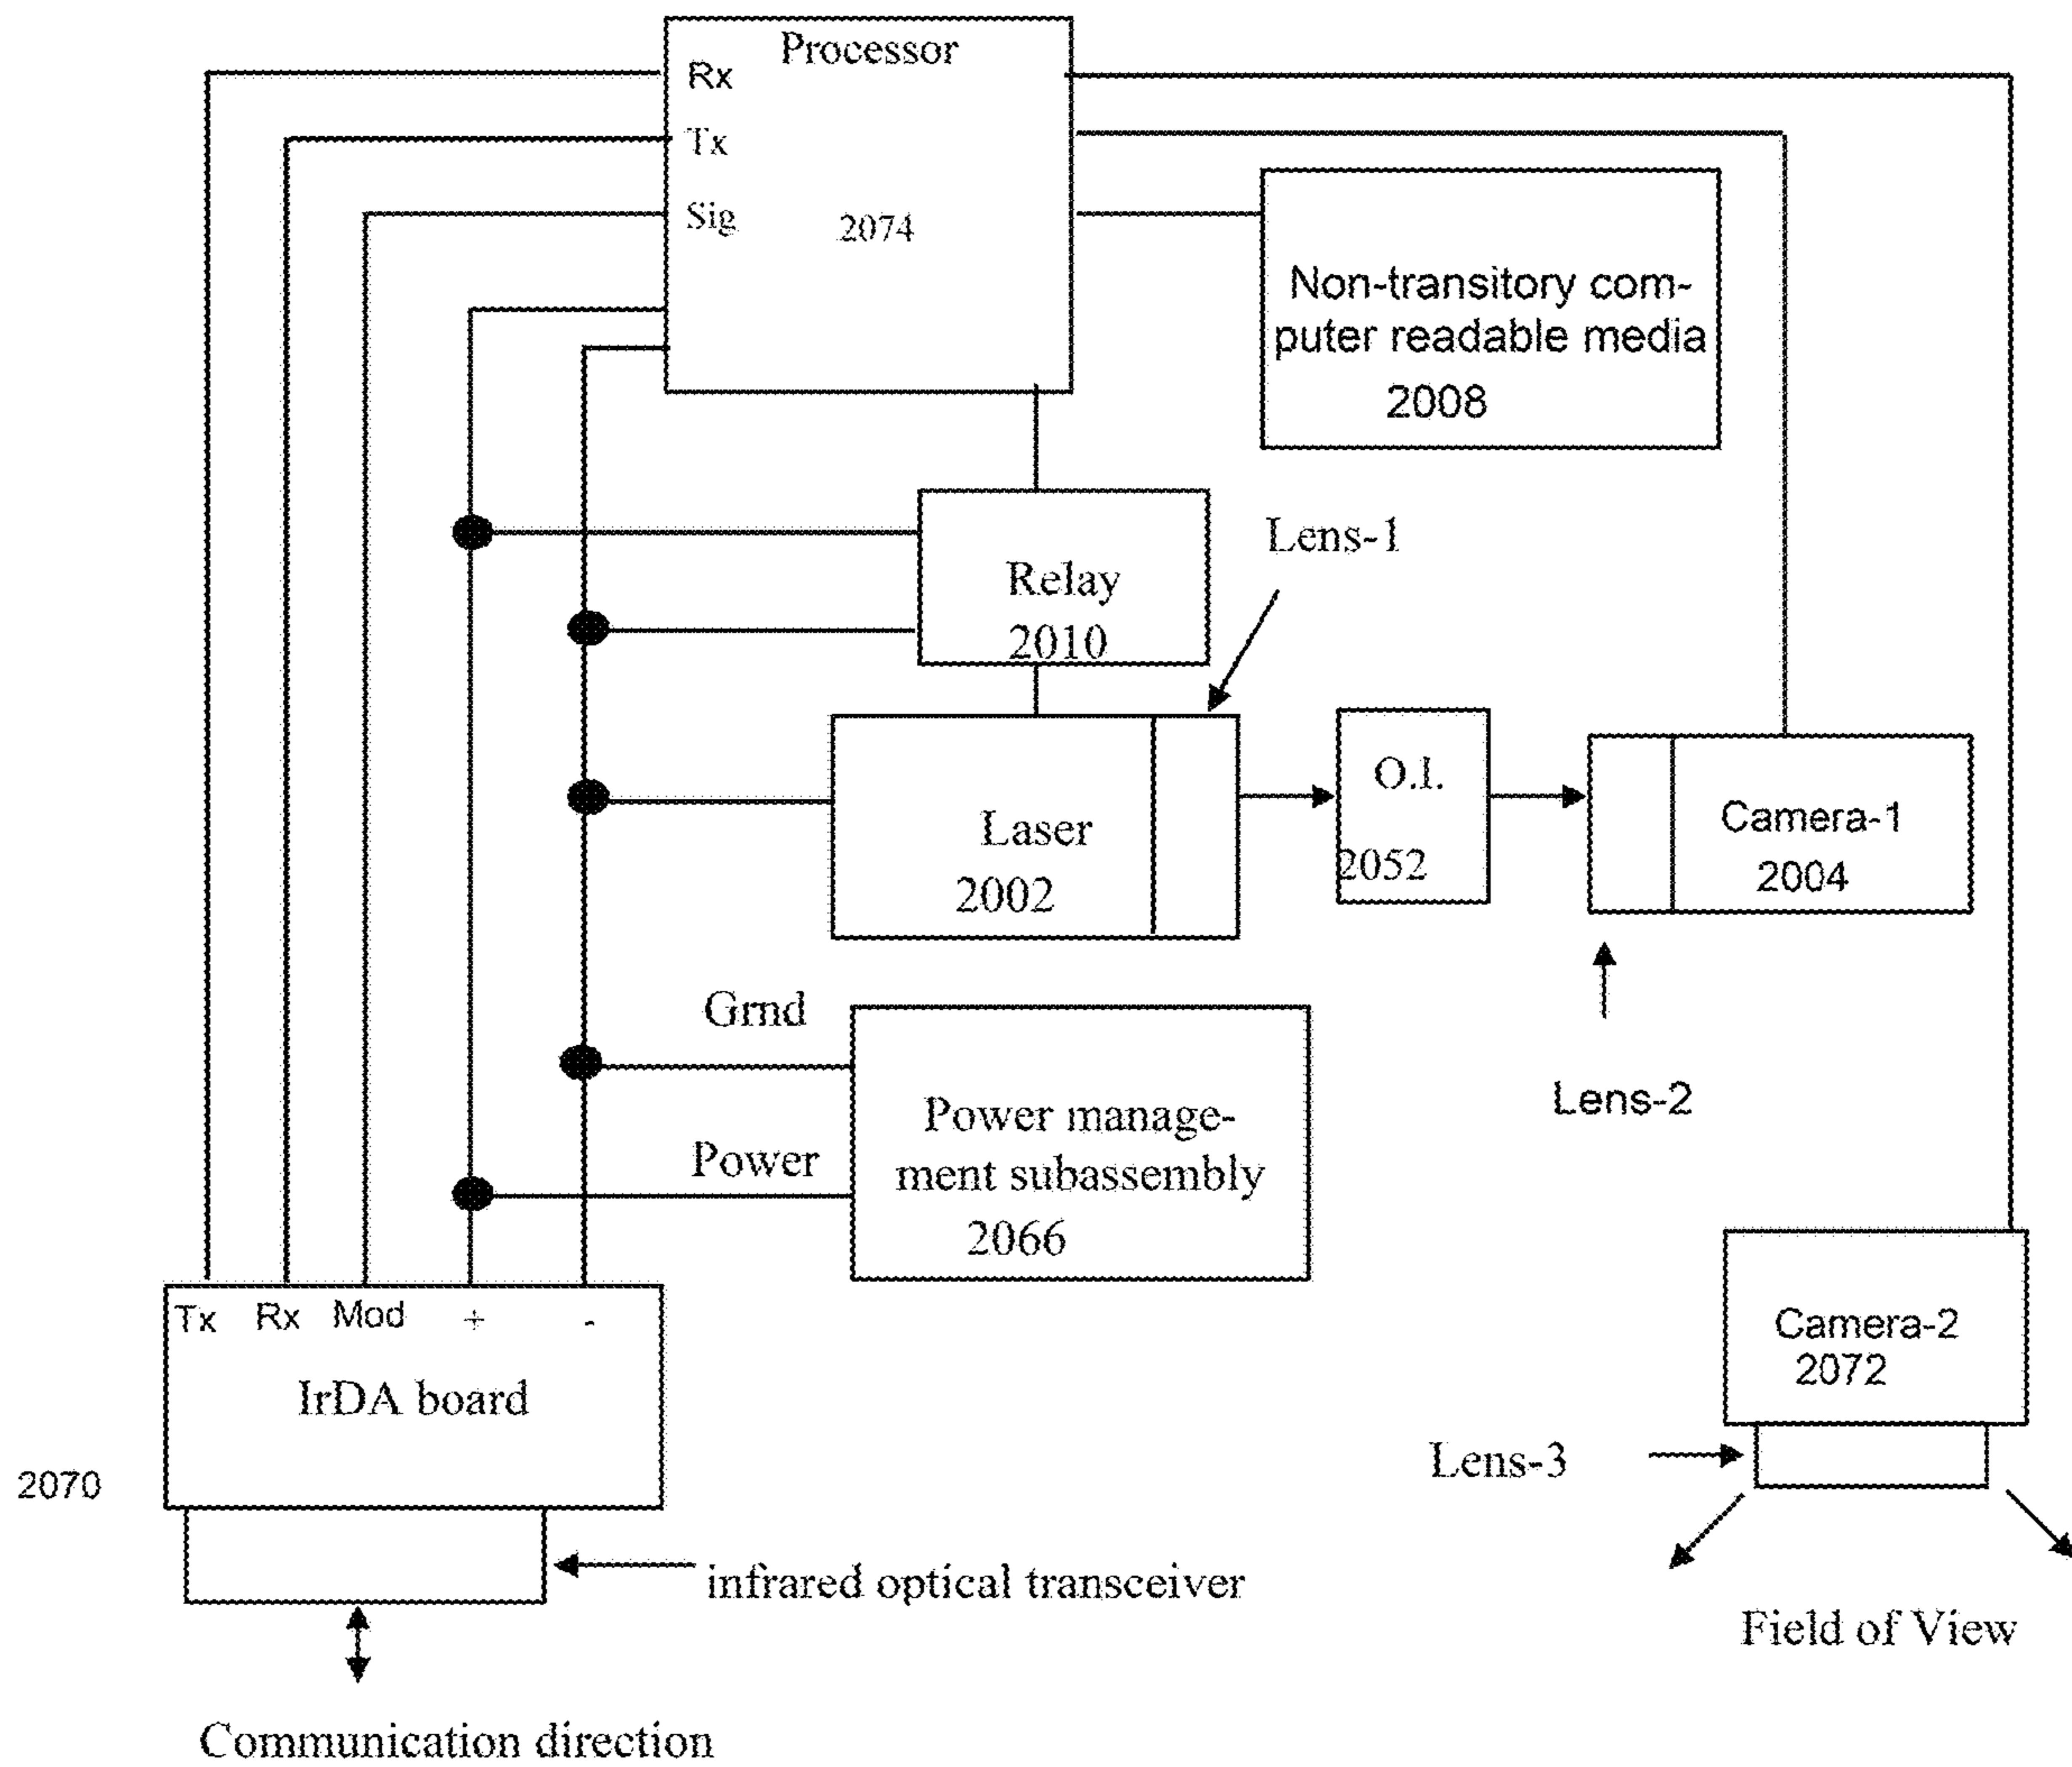 Processor
Rx
Tx
Sig
2074
Non-transitory com-
puter readable media
2008
Lens-1
Relay
2010
O.I.
2052
Laser
2002
Camera-1
2004
Grnd
Lens-2
Power manage-
ment subassembly
2066
Power
Tx Rx Mod + -
IrDA board
2070
Camera-2
2072
Lens-3
infrared optical transceiver
Field of View
Communication direction